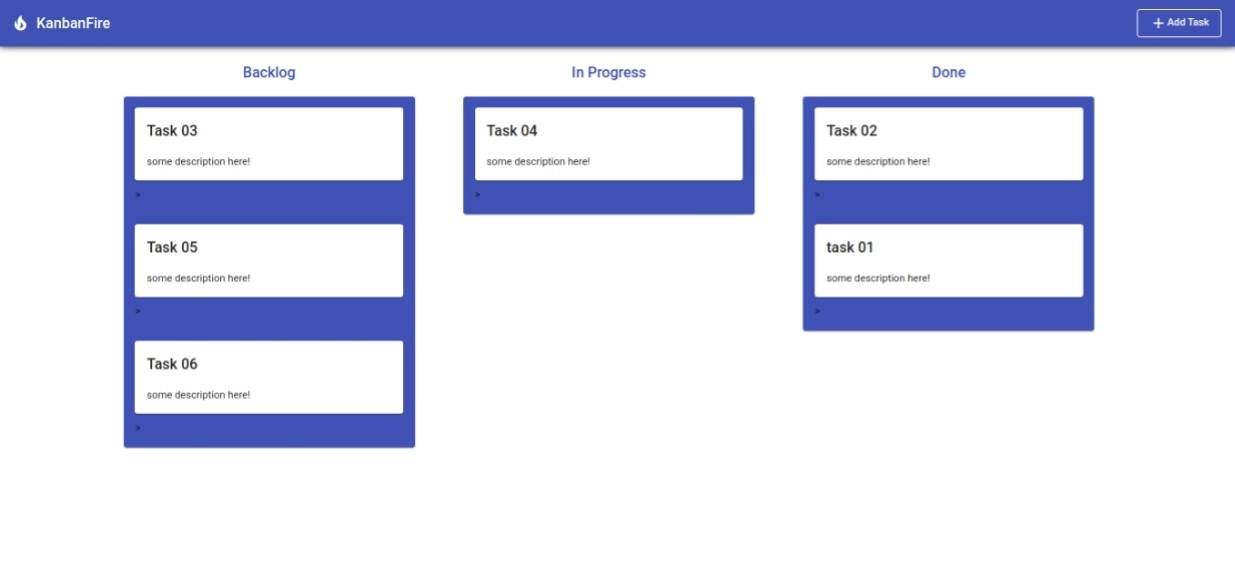 KanbanFire
+ Add Task
Backlog
Task 03
some description here!
>
Task 05
some description here!
>
Task 06
some description here!
>
In Progress
Task 04
some description here!
>
Done
Task 02
some description here!
>
task 01
some description here!
>